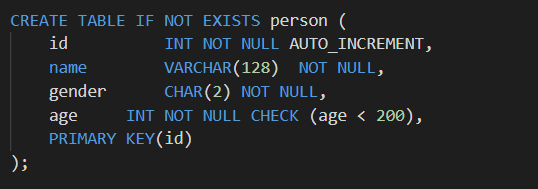 CREATE TABLE IF NOT EXISTS person (
    id          INT NOT NULL AUTO_INCREMENT,
    name        VARCHAR(128)  NOT NULL,
    gender      CHAR(2) NOT NULL,
    age     INT NOT NULL CHECK (age < 200),
    PRIMARY KEY(id)
);